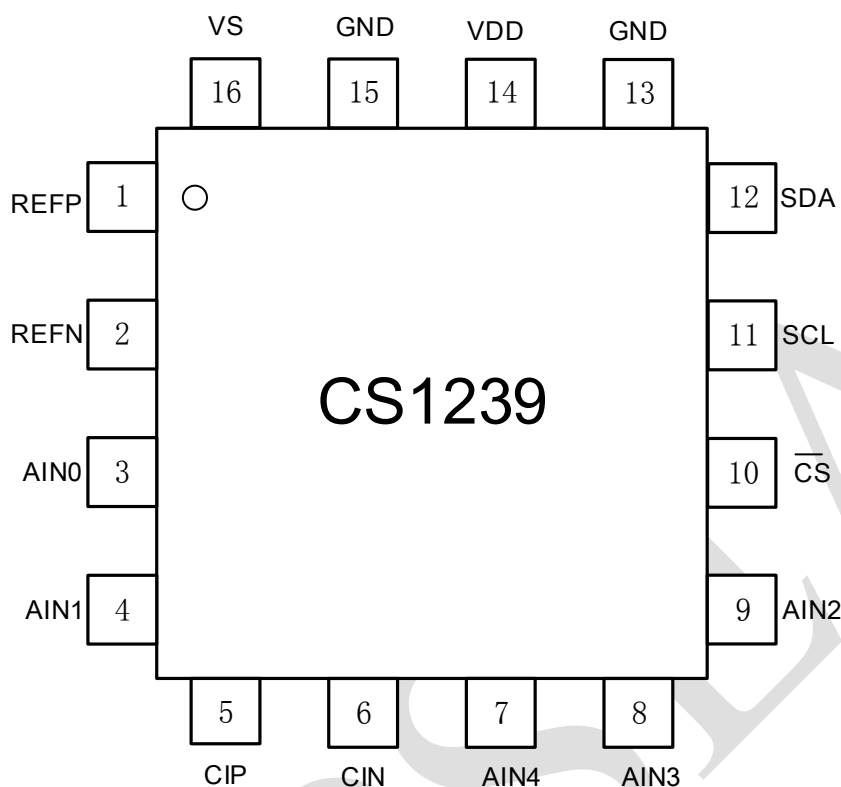 VS GND VDD GND
16 15 14 13
REFP 1 12 SDA
REFN 2 11 SCL
CS1239
AIN0 3 10 C̅S̅
AIN1 4 9 AIN2
5 6 7 8
CIP CIN AIN4 AIN3